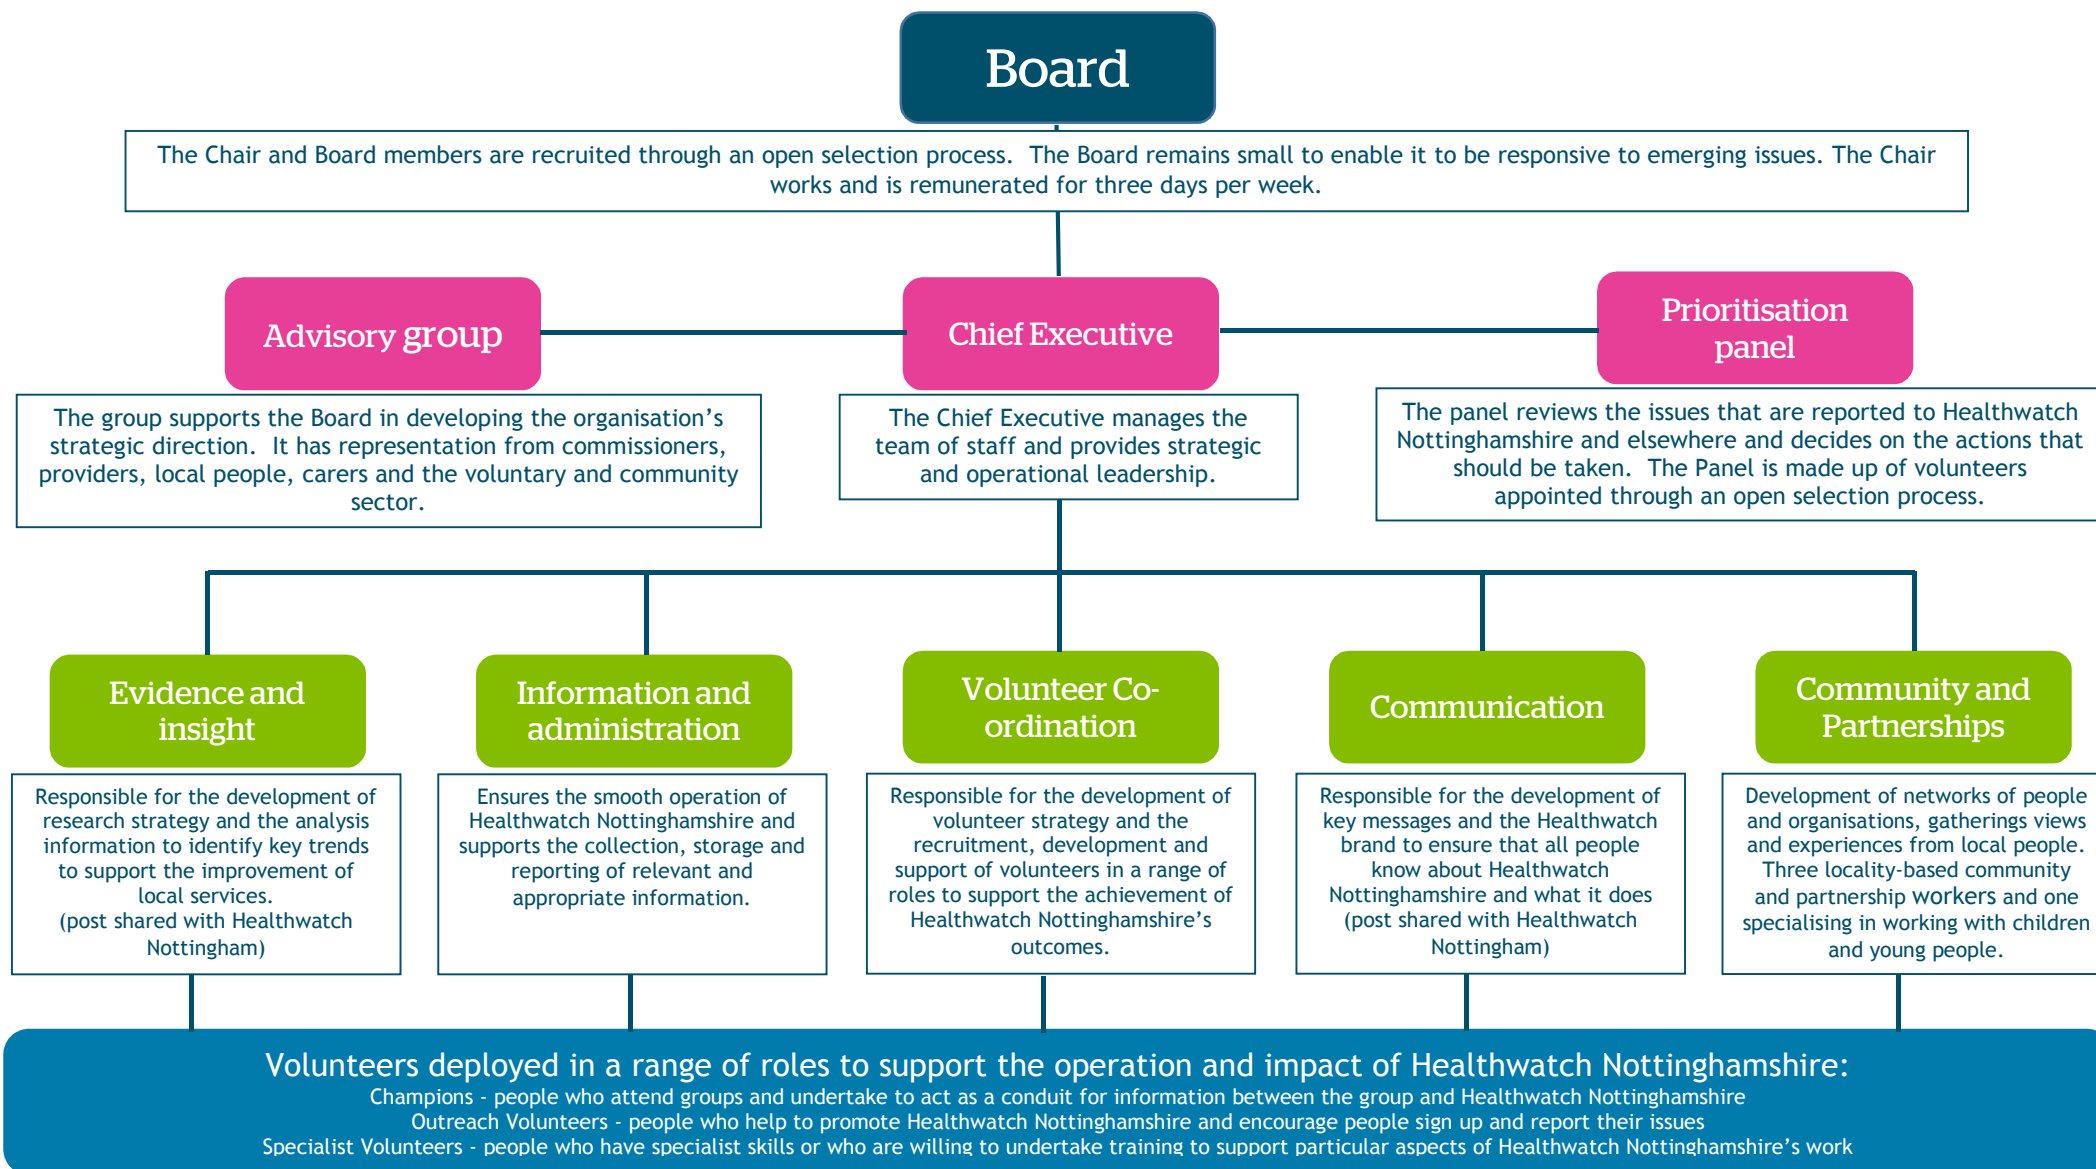 Board
The Chair and Board members are recruited through an open selection process. The Board remains small to enable it to be responsive to emerging issues. The Chair
works and is remunerated for three days per week.
Advisory group
Chief Executive
Prioritisation
panel
The group supports the Board in developing the organisation's
strategic direction. It has representation from commissioners,
providers, local people, carers and the voluntary and community
sector.
The Chief Executive manages the
team of staff and provides strategic
and operational leadership.
The panel reviews the issues that are reported to Healthwatch
Nottinghamshire and elsewhere and decides on the actions that
should be taken. The Panel is made up of volunteers
appointed through an open selection process.
Evidence and
insight
Information and
administration
Volunteer Co-
ordination
Communication
Community and
Partnerships
Responsible for the development of
research strategy and the analysis
information to identify key trends
to support the improvement of
local services.
(post shared with Healthwatch
Nottingham)
Ensures the smooth operation of
Healthwatch Nottinghamshire and
supports the collection, storage and
reporting of relevant and
appropriate information.
Responsible for the development of
volunteer strategy and the
recruitment, development and
support of volunteers in a range of
roles to support the achievement of
Healthwatch Nottinghamshire's
outcomes.
Responsible for the development of
key messages and the Healthwatch
brand to ensure that all people
know about Healthwatch
Nottinghamshire and what it does
(post shared with Healthwatch
Nottingham)
Development of networks of people
and organisations, gatherings views
and experiences from local people.
Three locality-based community
and partnership workers and one
specialising in working with children
and young people.
Volunteers deployed in a range of roles to support the operation and impact of Healthwatch Nottinghamshire:
Champions - people who attend groups and undertake to act as a conduit for information between the group and Healthwatch Nottinghamshire
Outreach Volunteers - people who help to promote Healthwatch Nottinghamshire and encourage people sign up and report their issues
Specialist Volunteers - people who have specialist skills or who are willing to undertake training to support particular aspects of Healthwatch Nottinghamshire's work